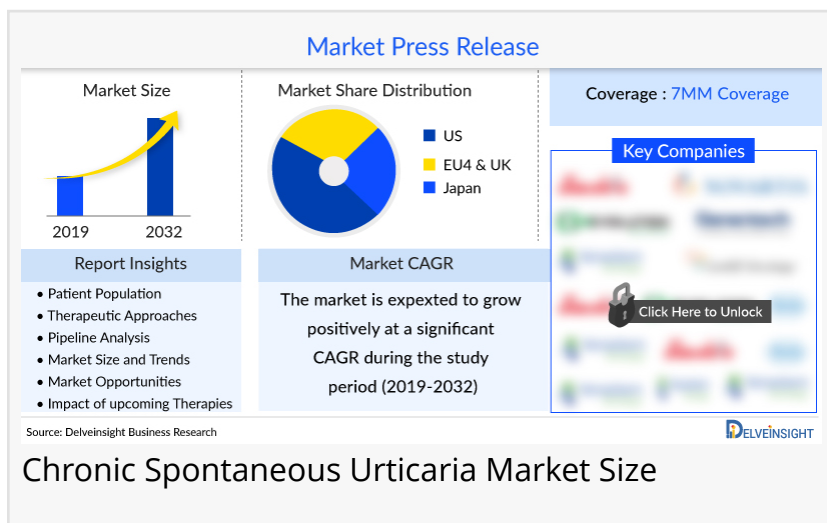 Market Press Release
Market Size
2019
2032
Market Share Distribution
US
EU4 & UK
Japan
Coverage : 7MM Coverage
Key Companies
Click Here to Unlock
Report Insights
• Patient Population
• Therapeutic Approaches
• Pipeline Analysis
• Market Size and Trends
• Market Opportunities
• Impact of upcoming Therapies
Market CAGR
The market is expexted to grow
positively at a significant
CAGR during the study
period (2019-2032)
Source: Delveinsight Business Research
DELVEINSIGHT
Chronic Spontaneous Urticaria Market Size